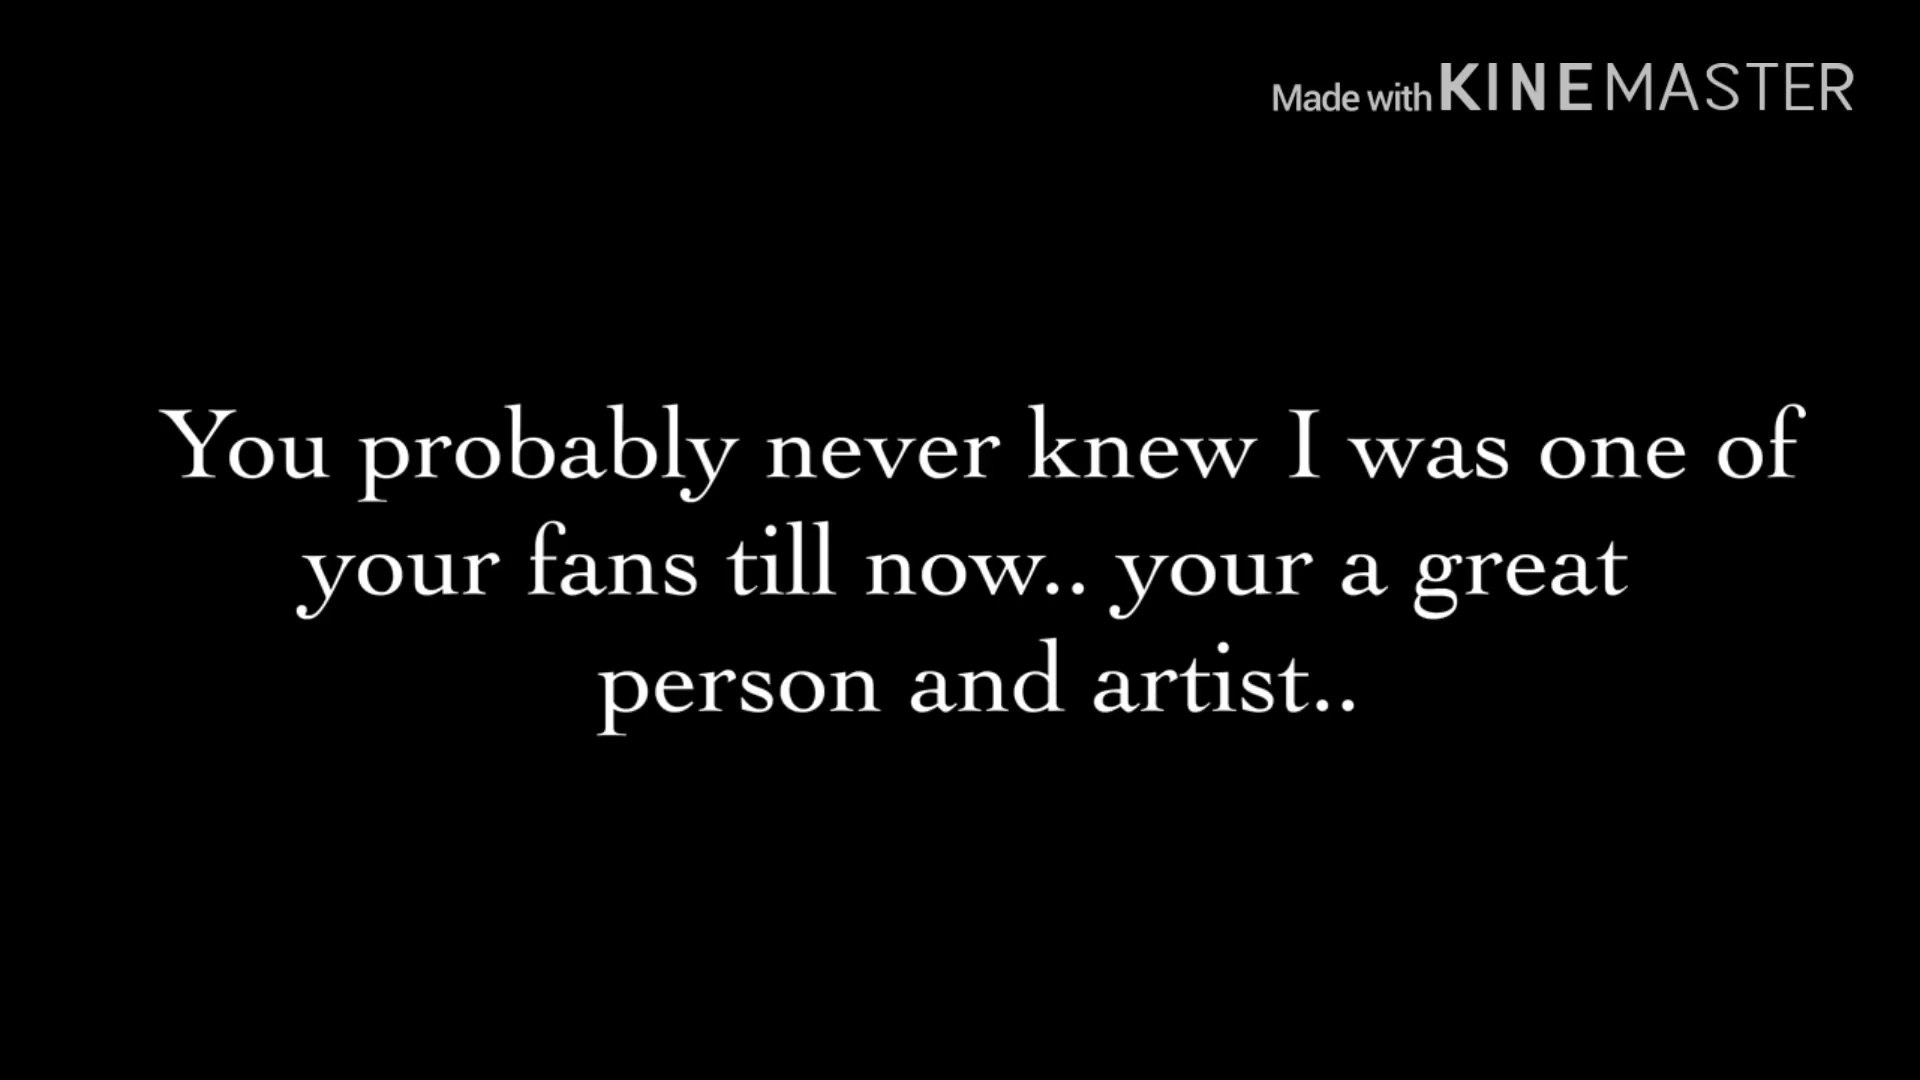 Made with KINEMASTER
You probably never knew I was one of
your fans till now.. your a great
person and artist..